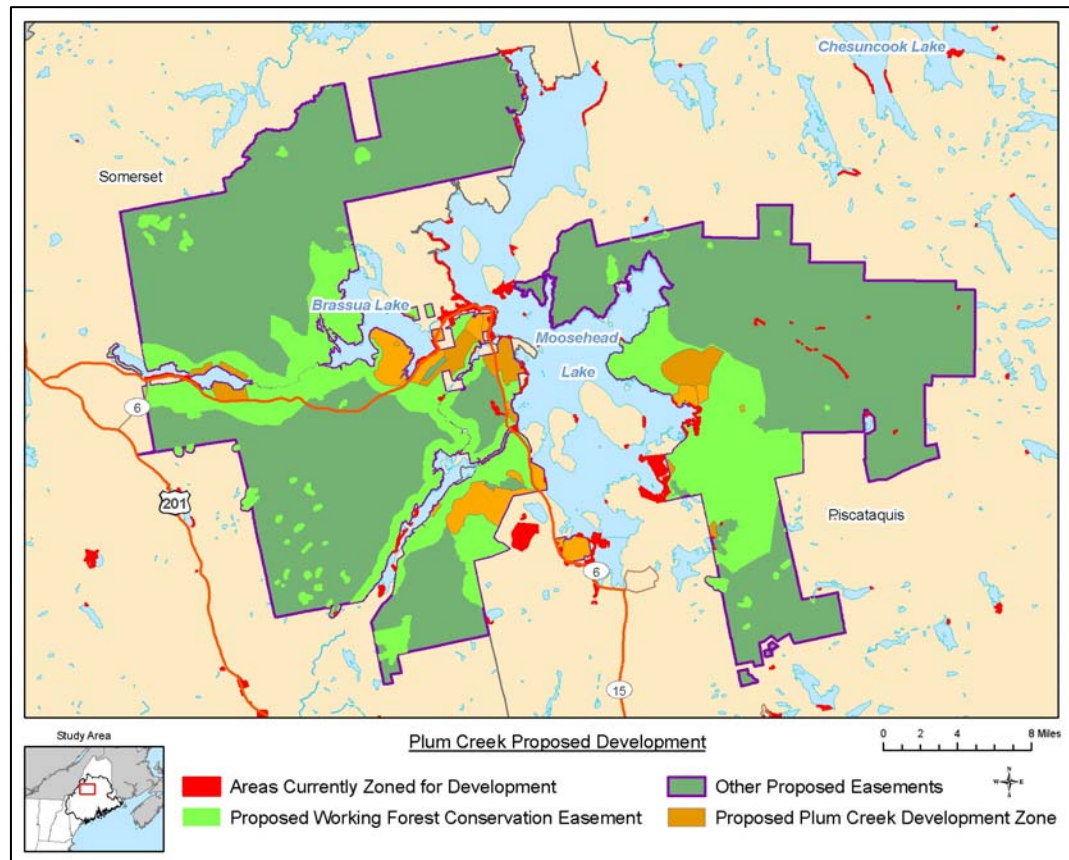 Chesuncook Lake
Somerset
Brassua Lake
Moosehead
Lake
6
201
Piscataquis
6
15
Study Area
Plum Creek Proposed Development
0 2 4 8 Miles
N
W E
S
Areas Currently Zoned for Development
Other Proposed Easements
Proposed Working Forest Conservation Easement
Proposed Plum Creek Development Zone